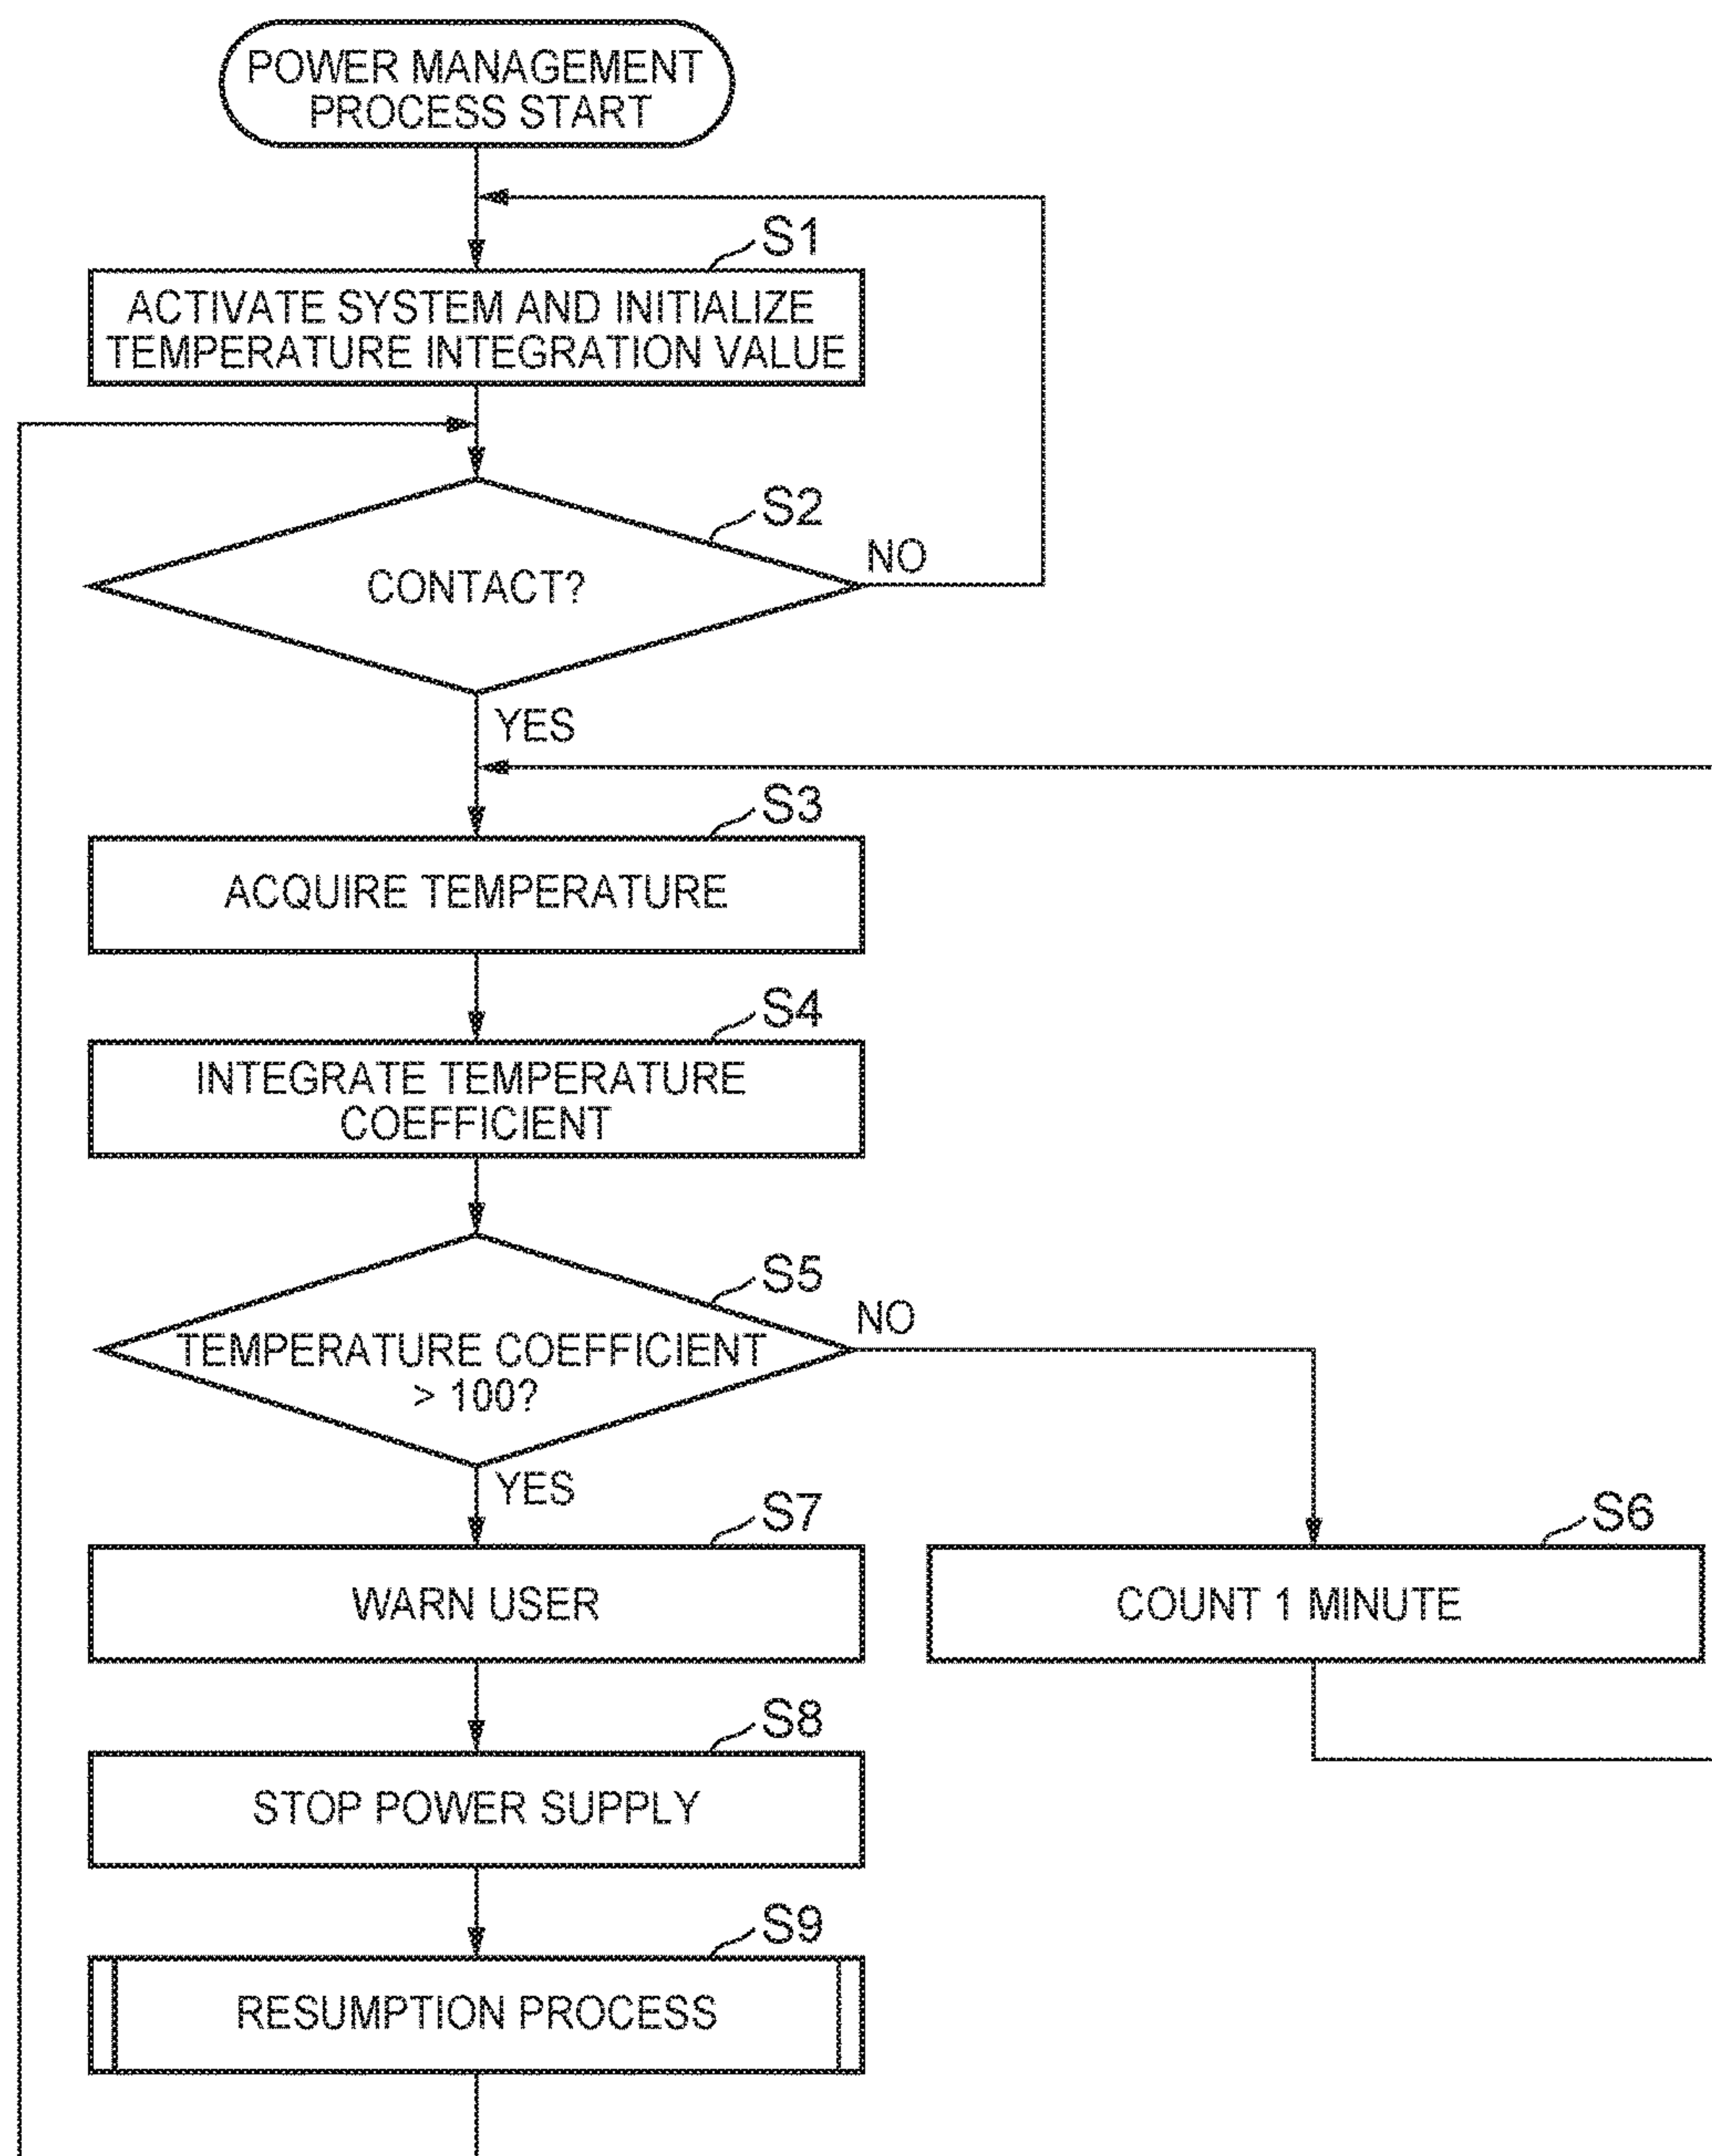 POWER MANAGEMENT
PROCESS START
S1
ACTIVATE SYSTEM AND INITIALIZE
TEMPERATURE INTEGRATION VALUE
S2
NO
CONTACT?
YES
S3
ACQUIRE TEMPERATURE
S4
INTEGRATE TEMPERATURE
COEFFICIENT
S5
NO
TEMPERATURE COEFFICIENT
> 100?
YES
S7
WARN USER
S6
COUNT 1 MINUTE
S8
STOP POWER SUPPLY
S9
RESUMPTION PROCESS